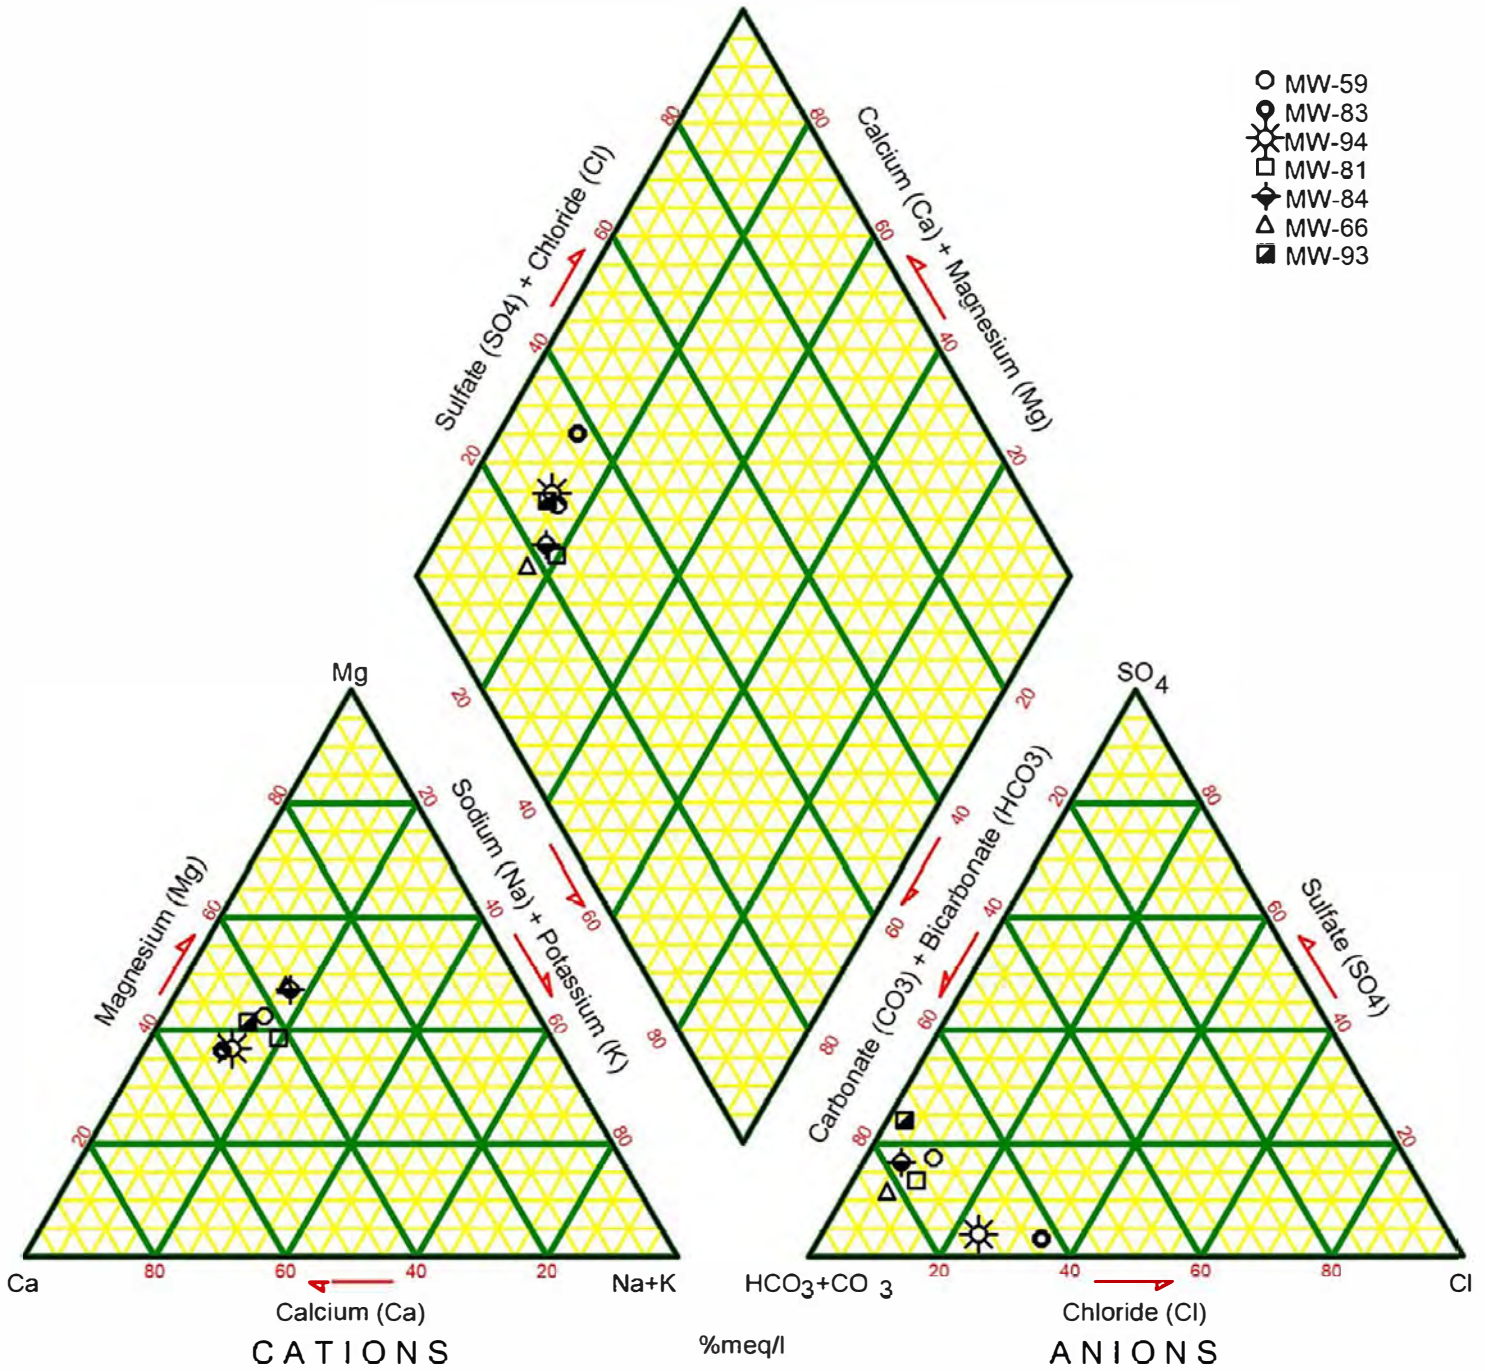 MW-59
MW-83
MW-94
MW-81
MW-84
MW-66
MW-93
80
80
Calcium (Ca) + Magnesium (Mg)
Sulfate (SO4) + Chloride (Cl)
60
60
40
40
20
20
Mg
SO4
20
20
Sodium (Na) + Potassium (K)
Carbonate (CO3) + Bicarbonate (HCO3)
80
20
40
40
20
80
Magnesium (Mg)
Sulfate (SO4)
60
40
60
60
40
60
40
60
80
80
60
40
20
80
80
20
Ca
80
60
40
20
Na+K
HCO3+CO 3
20
40
60
80
Cl
Calcium (Ca)
Chloride (Cl)
CATIONS
%meq/l
ANIONS